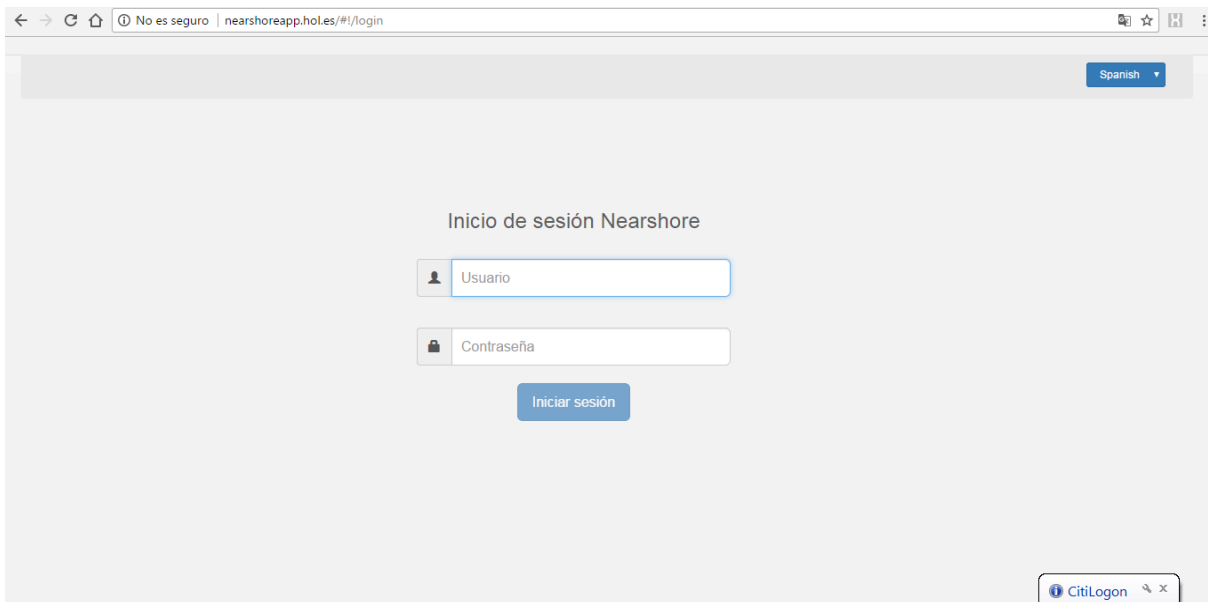 No es seguro | nearshoreapp.hol.es/#!/login
Spanish
Inicio de sesión Nearshore
Usuario
Contraseña
Iniciar sesión
CitiLogon